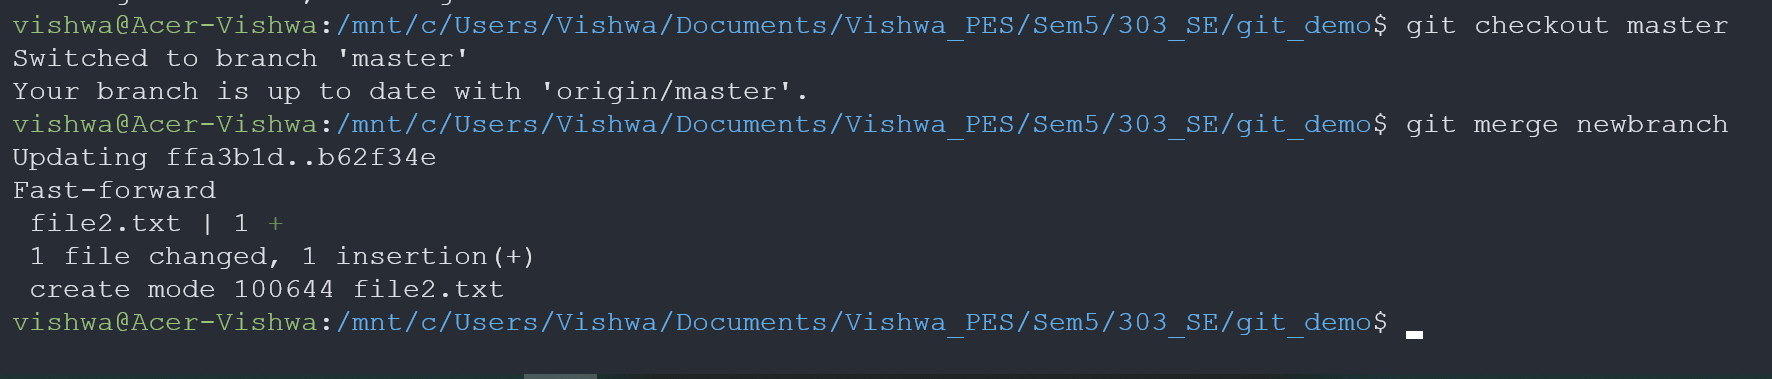 vishwa@Acer-Vishwa:/mnt/c/Users/Vishwa/Documents/Vishwa_PES/Sem5/303_SE/git_demo$ git checkout master
Switched to branch 'master'
Your branch is up to date with 'origin/master'.
vishwa@Acer-Vishwa:/mnt/c/Users/Vishwa/Documents/Vishwa_PES/Sem5/303_SE/git_demo$ git merge newbranch
Updating ffa3b1d..b62f34e
Fast-forward
 file2.txt | 1 +
 1 file changed, 1 insertion(+)
 create mode 100644 file2.txt
vishwa@Acer-Vishwa:/mnt/c/Users/Vishwa/Documents/Vishwa_PES/Sem5/303_SE/git_demo$